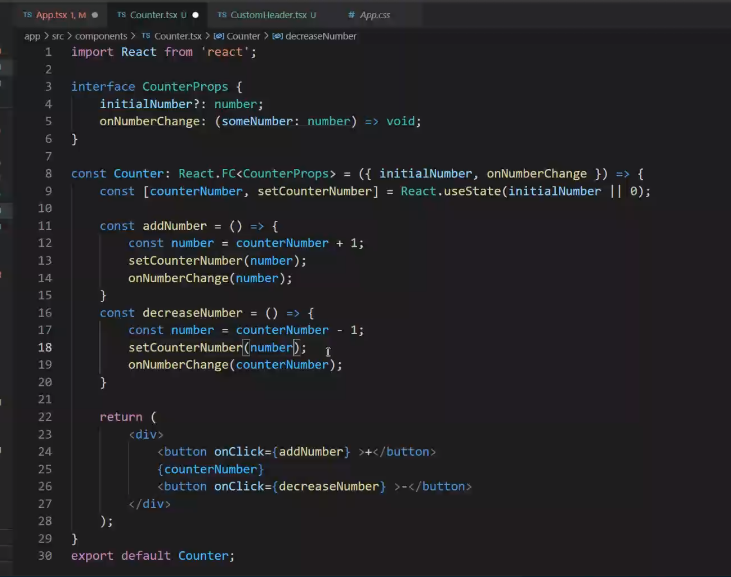 TS App.tsx 1, M ● TS Counter.tsx U ● TS CustomHeader.tsx U # App.css
app > src > components > TS Counter.tsx > Counter > decreaseNumber
1 import React from 'react';
2
3 interface CounterProps {
4     initialNumber?: number;
5     onNumberChange: (someNumber: number) => void;
6 }
7
8 const Counter: React.FC<CounterProps> = ({ initialNumber, onNumberChange }) => {
9     const [counterNumber, setCounterNumber] = React.useState(initialNumber || 0);
10
11     const addNumber = () => {
12         const number = counterNumber + 1;
13         setCounterNumber(number);
14         onNumberChange(number);
15     }
16     const decreaseNumber = () => {
17         const number = counterNumber - 1;
18         setCounterNumber(number);
19         onNumberChange(counterNumber);
20     }
21
22     return (
23         <div>
24             <button onClick={addNumber} >+</button>
25             {counterNumber}
26             <button onClick={decreaseNumber} >-</button>
27         </div>
28     );
29 }
30 export default Counter;